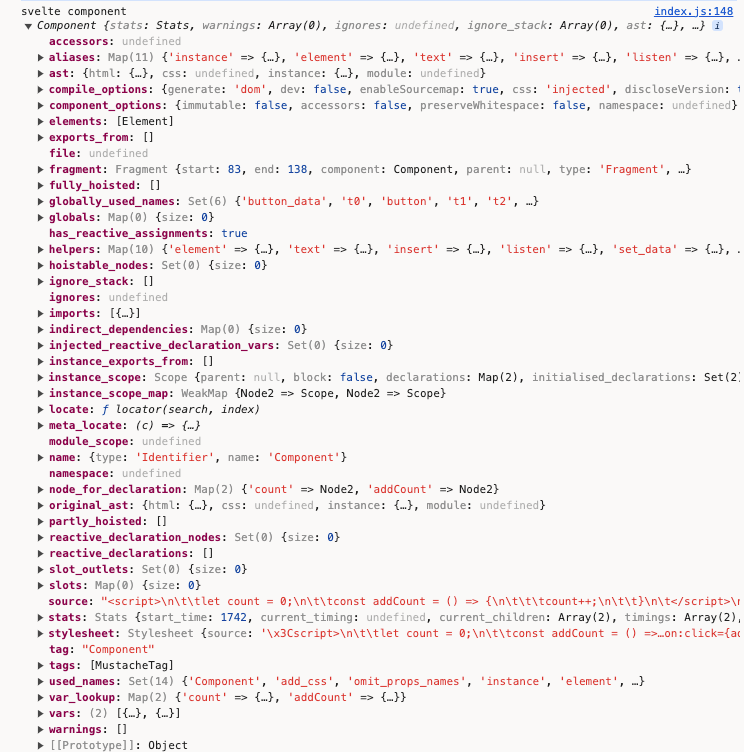 svelte component index.js:148
▼ Component {stats: Stats, warnings: Array(0), ignores: undefined, ignore_stack: Array(0), ast: {…}, …} i
accessors: undefined
▶ aliases: Map(11) {'instance' => {…}, 'element' => {…}, 'text' => {…}, 'insert' => {…}, 'listen' => {…}, .
▶ ast: {html: {…}, css: undefined, instance: {…}, module: undefined}
▶ compile_options: {generate: 'dom', dev: false, enableSourcemap: true, css: 'injected', discloseVersion: t
▶ component_options: {immutable: false, accessors: false, preserveWhitespace: false, namespace: undefined}
▶ elements: [Element]
▶ exports_from: []
file: undefined
▶ fragment: Fragment {start: 83, end: 138, component: Component, parent: null, type: 'Fragment', …}
▶ fully_hoisted: []
▶ globally_used_names: Set(6) {'button_data', 't0', 'button', 't1', 't2', …}
▶ globals: Map(0) {size: 0}
has_reactive_assignments: true
▶ helpers: Map(10) {'element' => {…}, 'text' => {…}, 'insert' => {…}, 'listen' => {…}, 'set_data' => {…}, .
▶ hoistable_nodes: Set(0) {size: 0}
▶ ignore_stack: []
ignores: undefined
▶ imports: [{…}]
▶ indirect_dependencies: Map(0) {size: 0}
▶ injected_reactive_declaration_vars: Set(0) {size: 0}
▶ instance_exports_from: []
▶ instance_scope: Scope {parent: null, block: false, declarations: Map(2), initialised_declarations: Set(2)
▶ instance_scope_map: WeakMap {Node2 => Scope, Node2 => Scope}
▶ locate: ƒ locator(search, index)
▶ meta_locate: (c) => {…}
module_scope: undefined
▶ name: {type: 'Identifier', name: 'Component'}
namespace: undefined
▶ node_for_declaration: Map(2) {'count' => Node2, 'addCount' => Node2}
▶ original_ast: {html: {…}, css: undefined, instance: {…}, module: undefined}
▶ partly_hoisted: []
▶ reactive_declaration_nodes: Set(0) {size: 0}
▶ reactive_declarations: []
▶ slot_outlets: Set(0) {size: 0}
▶ slots: Map(0) {size: 0}
source: "<script>\n\t\tlet count = 0;\n\t\tconst addCount = () => {\n\t\t\tcount++;\n\t\t}\n\t</script>\n
▶ stats: Stats {start_time: 1742, current_timing: undefined, current_children: Array(2), timings: Array(2),
▶ stylesheet: Stylesheet {source: '\x3Cscript>\n\t\tlet count = 0;\n\t\tconst addCount = () =>…on:click={ad
tag: "Component"
▶ tags: [MustacheTag]
▶ used_names: Set(14) {'Component', 'add_css', 'omit_props_names', 'instance', 'element', …}
▶ var_lookup: Map(2) {'count' => {…}, 'addCount' => {…}}
▶ vars: (2) [{…}, {…}]
▶ warnings: []
▶ [[Prototype]]: Object